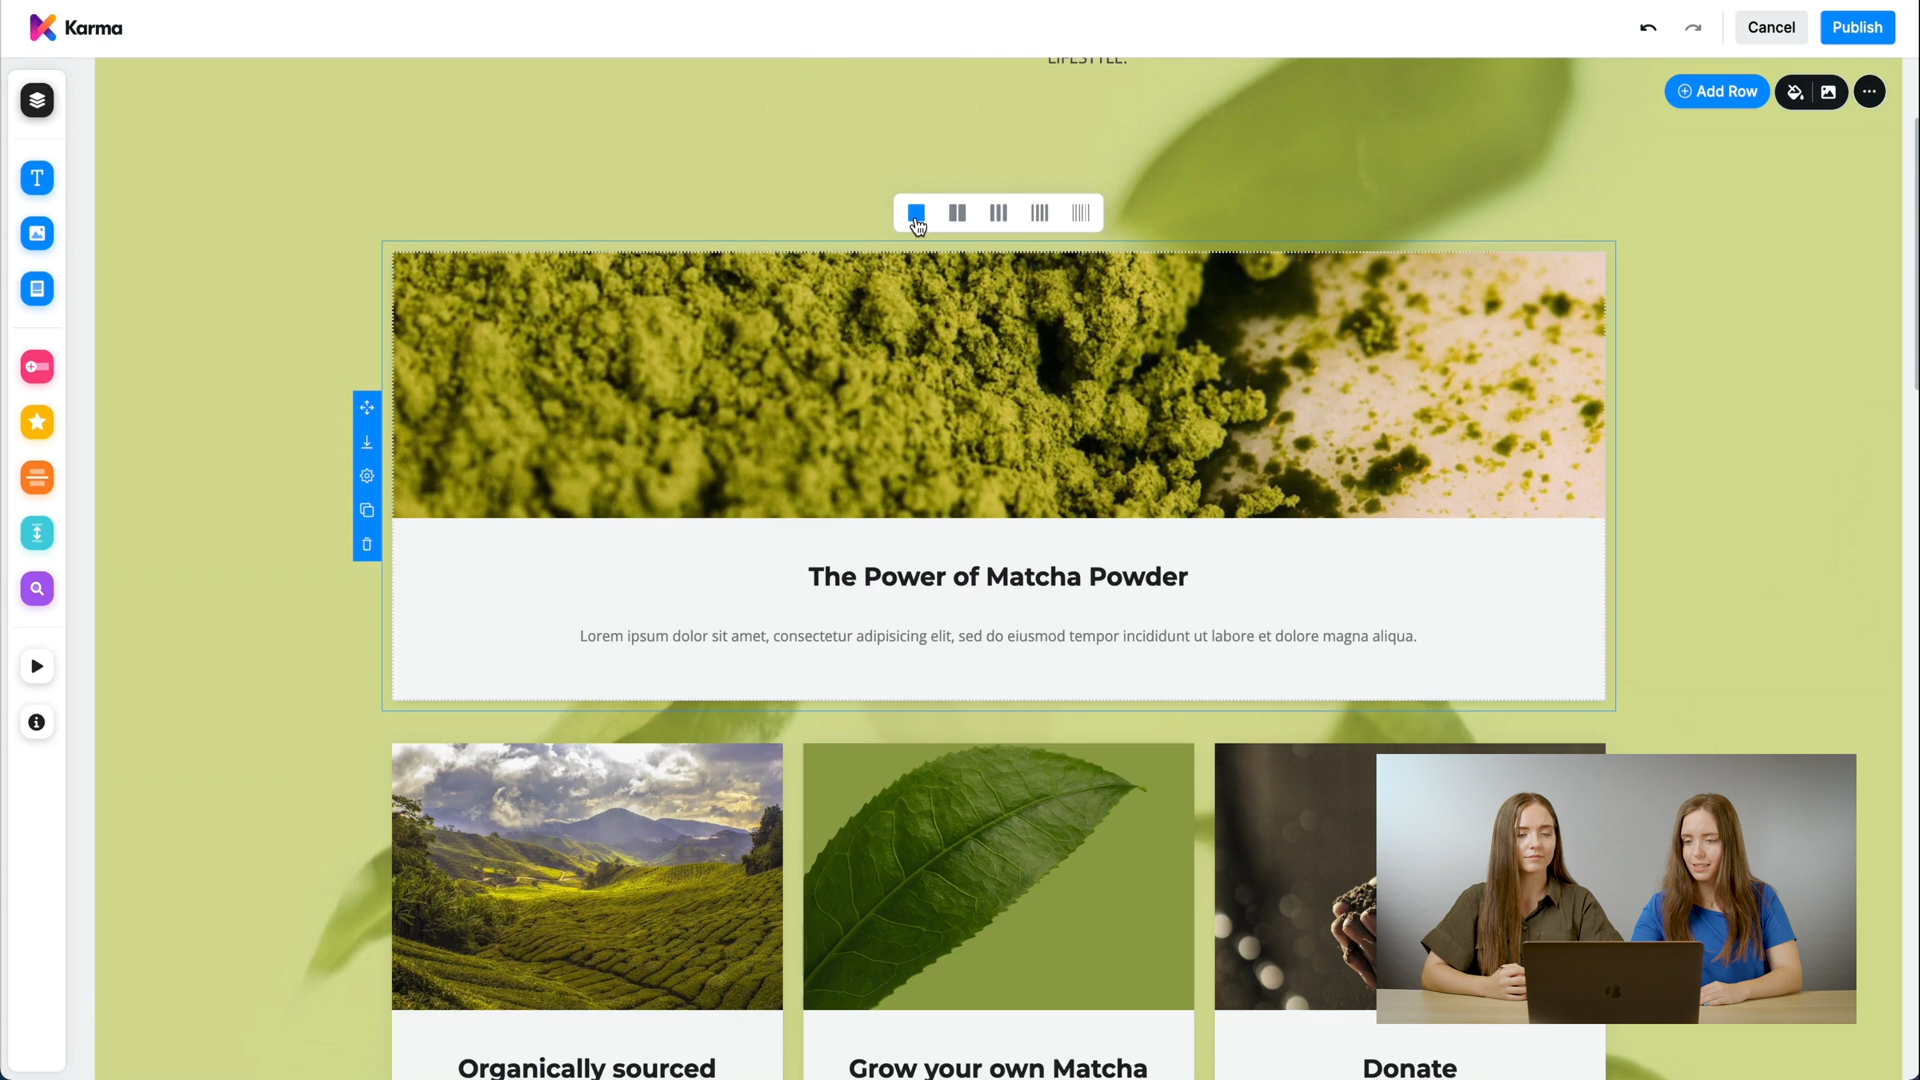 Karma
Cancel
Publish
LIFESTYLE.
Add Row
T
The Power of Matcha Powder
Lorem ipsum dolor sit amet, consectetur adipisicing elit, sed do eiusmod tempor incididunt ut labore et dolore magna aliqua.
Organically sourced
Grow your own Matcha
Donate